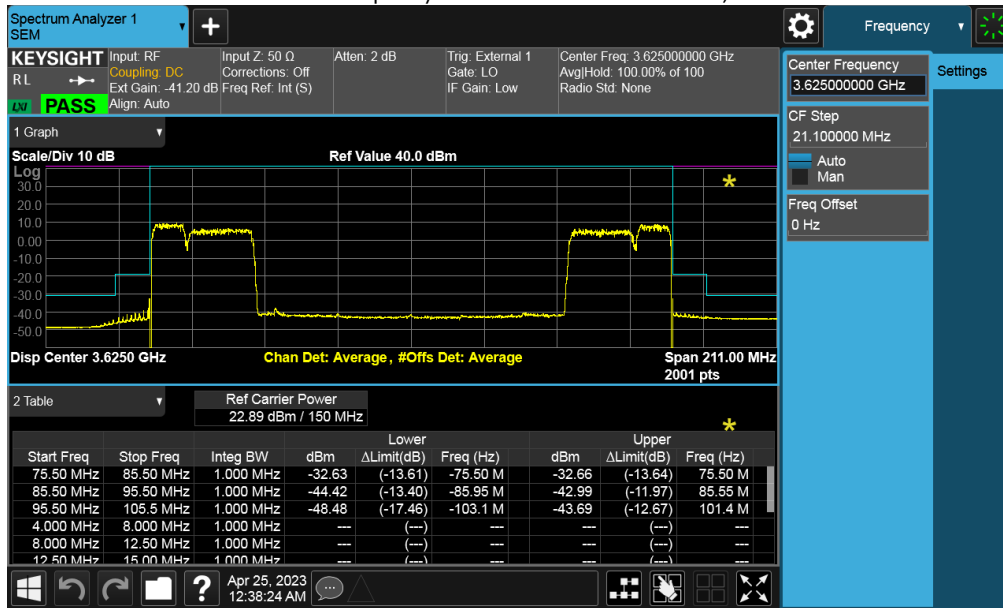 Spectrum Analyzer 1
SEM
+
Frequency
KEYSIGHT
R L
LXI
PASS
Input: RF
Coupling: DC
Ext Gain: -41.20 dB
Align: Auto
Input Z: 50 Ω
Corrections: Off
Freq Ref: Int (S)
Atten: 2 dB
Trig: External 1
Gate: LO
IF Gain: Low
Center Freq: 3.625000000 GHz
Avg|Hold: 100.00% of 100
Radio Std: None
Center Frequency
3.625000000 GHz
Settings
CF Step
21.100000 MHz
Auto
Man
Freq Offset
0 Hz
1 Graph
Scale/Div 10 dB
Ref Value 40.0 dBm
Log
30.0
20.0
10.0
0.00
-10.0
-20.0
-30.0
-40.0
-50.0
*
Disp Center 3.6250 GHz
Chan Det: Average, #Offs Det: Average
Span 211.00 MHz
2001 pts
2 Table
Ref Carrier Power
22.89 dBm / 150 MHz
*
Lower Upper
Start Freq Stop Freq Integ BW dBm ΔLimit(dB) Freq (Hz) dBm ΔLimit(dB) Freq (Hz)
75.50 MHz 85.50 MHz 1.000 MHz -32.63 (-13.61) -75.50 M -32.66 (-13.64) 75.50 M
85.50 MHz 95.50 MHz 1.000 MHz -44.42 (-13.40) -85.95 M -42.99 (-11.97) 85.55 M
95.50 MHz 105.5 MHz 1.000 MHz -48.48 (-17.46) -103.1 M -43.69 (-12.67) 101.4 M
4.000 MHz 8.000 MHz 1.000 MHz --- (---) --- --- (---) ---
8.000 MHz 12.50 MHz 1.000 MHz --- (---) --- --- (---) ---
12.50 MHz 15.00 MHz 1.000 MHz --- (---) --- --- (---) ---
?
Apr 25, 2023
12:38:24 AM